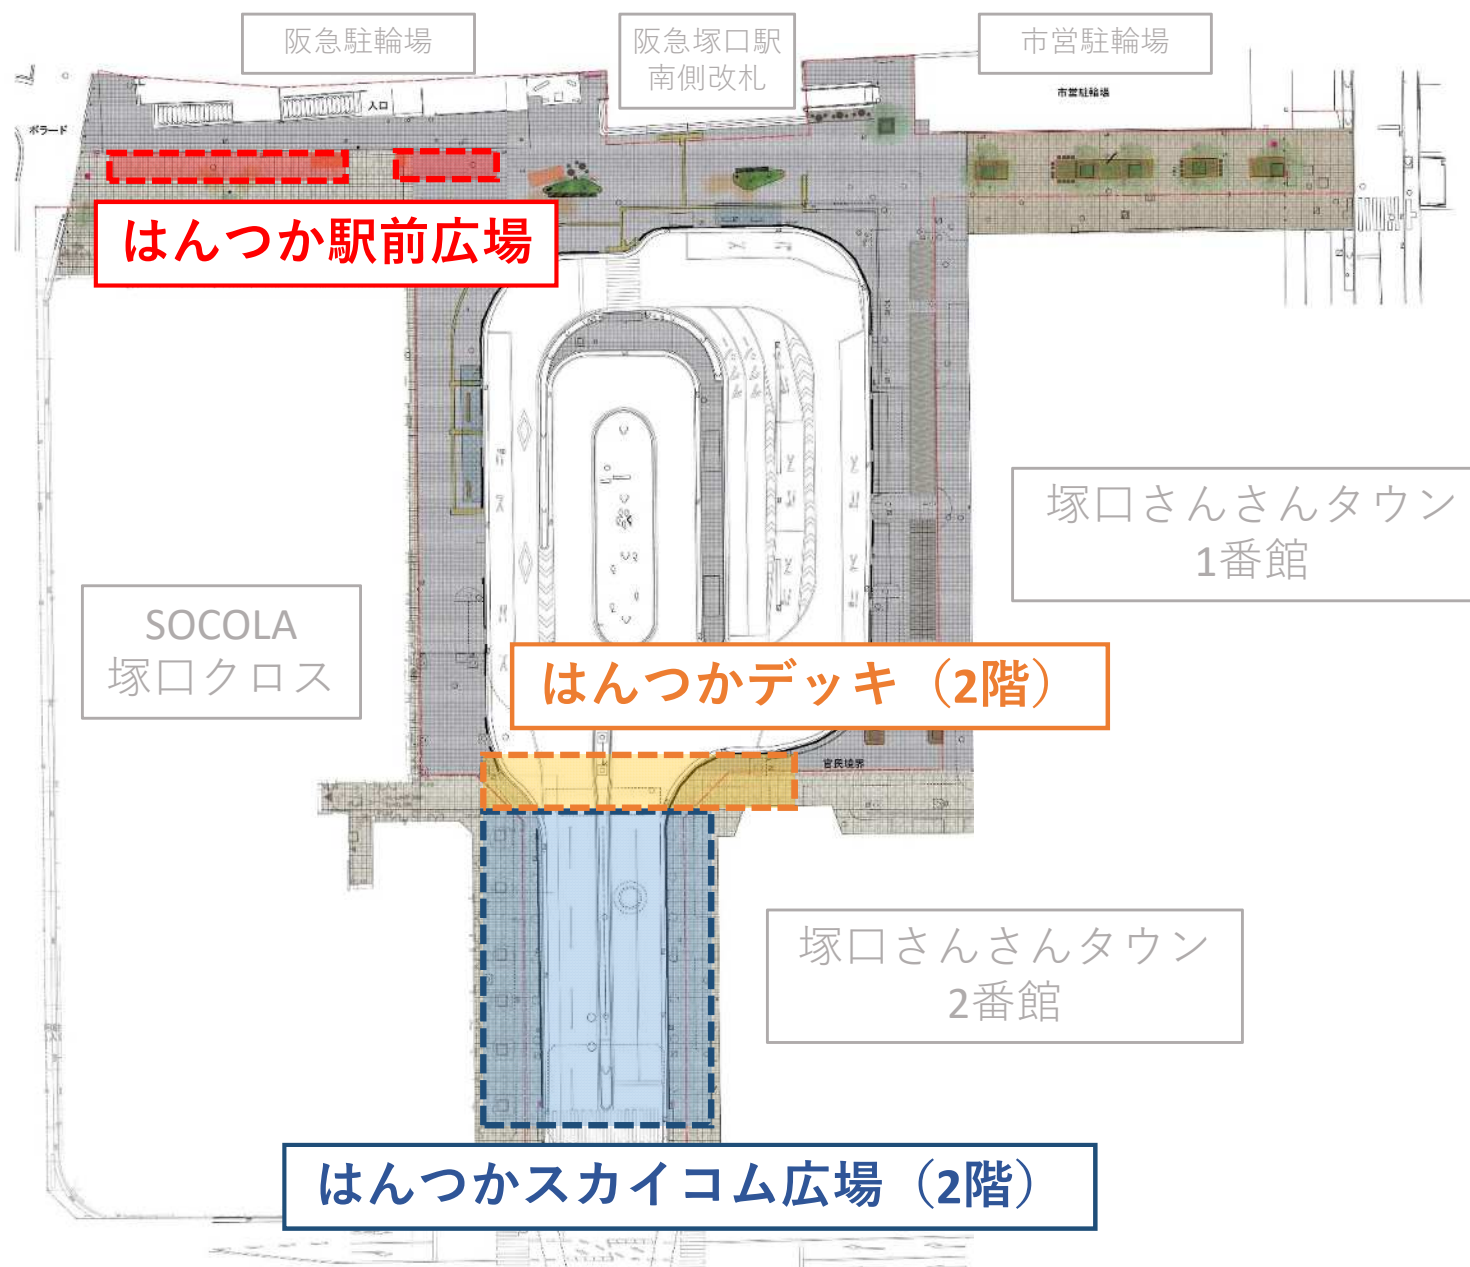 阪急駐輪場
阪急塚口駅
南側改札
市営駐輪場
ボラード
入口
市営駐輪場
はんつか駅前広場
塚口さんさんタウン
1番館
SOCOLA
塚口クロス
はんつかデッキ（2階）
官民境界
塚口さんさんタウン
2番館
はんつかスカイコム広場（2階）